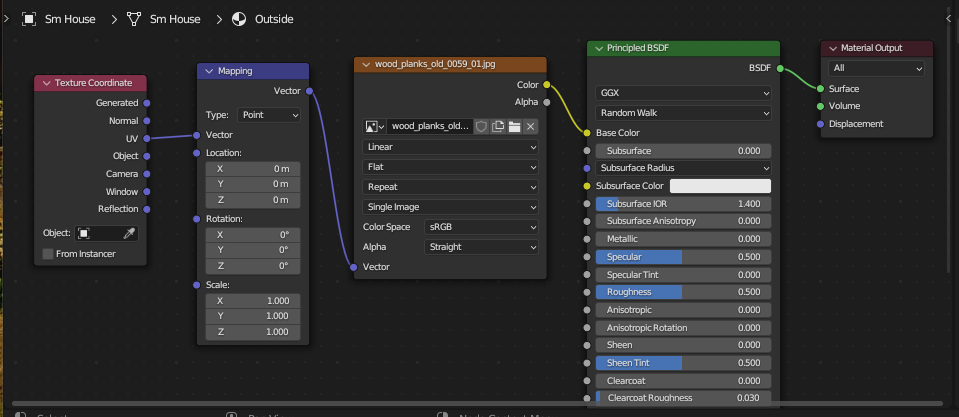 Sm House > Sm House > Outside
Texture Coordinate
Generated
Normal
UV
Object
Camera
Window
Reflection
Object:
From Instancer
Mapping
Vector
Type: Point
Vector
Location:
X 0 m
Y 0 m
Z 0 m
Rotation:
X 0°
Y 0°
Z 0°
Scale:
X 1.000
Y 1.000
Z 1.000
wood_planks_old_0059_01.jpg
Color
Alpha
wood_planks_old...
Linear
Flat
Repeat
Single Image
Color Space sRGB
Alpha Straight
Vector
Principled BSDF
BSDF
GGX
Random Walk
Base Color
Subsurface 0.000
Subsurface Radius
Subsurface Color
Subsurface IOR 1.400
Subsurface Anisotropy 0.000
Metallic 0.000
Specular 0.500
Specular Tint 0.000
Roughness 0.500
Anisotropic 0.000
Anisotropic Rotation 0.000
Sheen 0.000
Sheen Tint 0.500
Clearcoat 0.000
Clearcoat Roughness 0.030
Material Output
All
Surface
Volume
Displacement